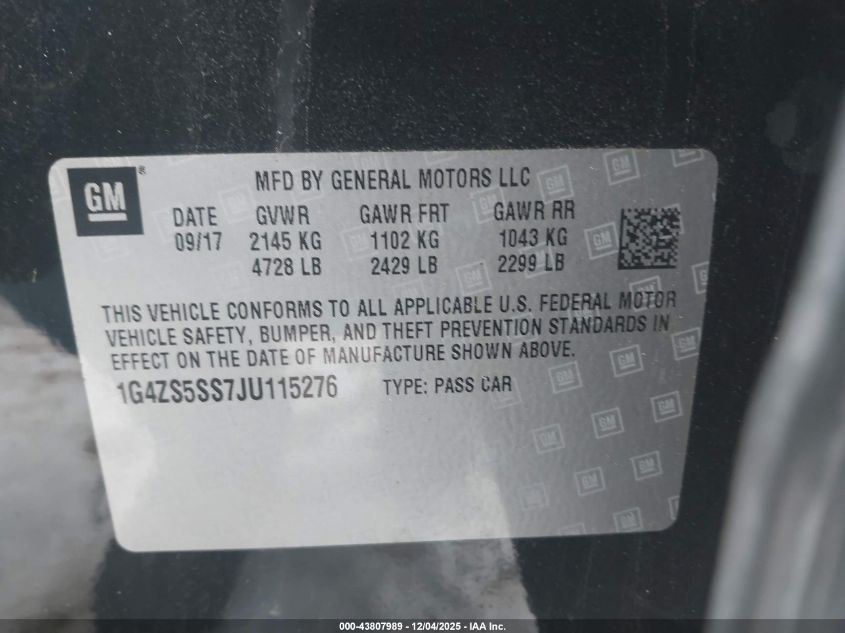 GM ®
MFD BY GENERAL MOTORS LLC
DATE GVWR GAWR FRT GAWR RR
09/17 2145 KG 1102 KG 1043 KG
4728 LB 2429 LB 2299 LB
THIS VEHICLE CONFORMS TO ALL APPLICABLE U.S. FEDERAL MOTOR
VEHICLE SAFETY, BUMPER, AND THEFT PREVENTION STANDARDS IN
EFFECT ON THE DATE OF MANUFACTURE SHOWN ABOVE.
1G4ZS5SS7JU115276 TYPE: PASS CAR
000-43807989 - 12/04/2025 - IAA Inc.